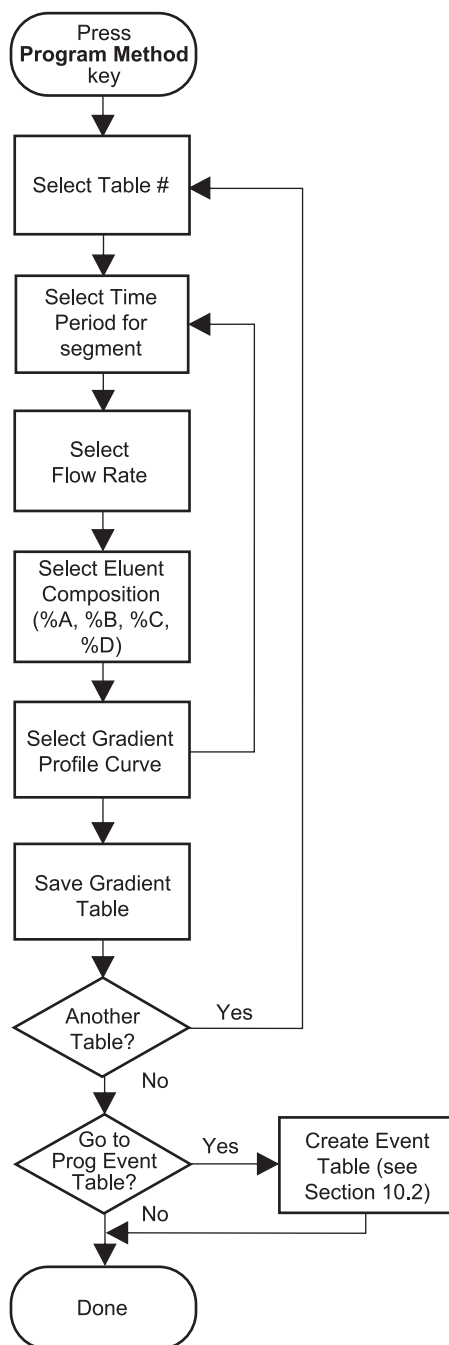 Press
Program Method
key
Select Table #
Select Time
Period for
segment
Select
Flow Rate
Select Eluent
Composition
(%A, %B, %C,
%D)
Select Gradient
Profile Curve
Save Gradient
Table
Another
Table?
Yes
No
Go to
Prog Event
Table?
Yes
Create Event
Table (see
Section 10.2)
No
Done